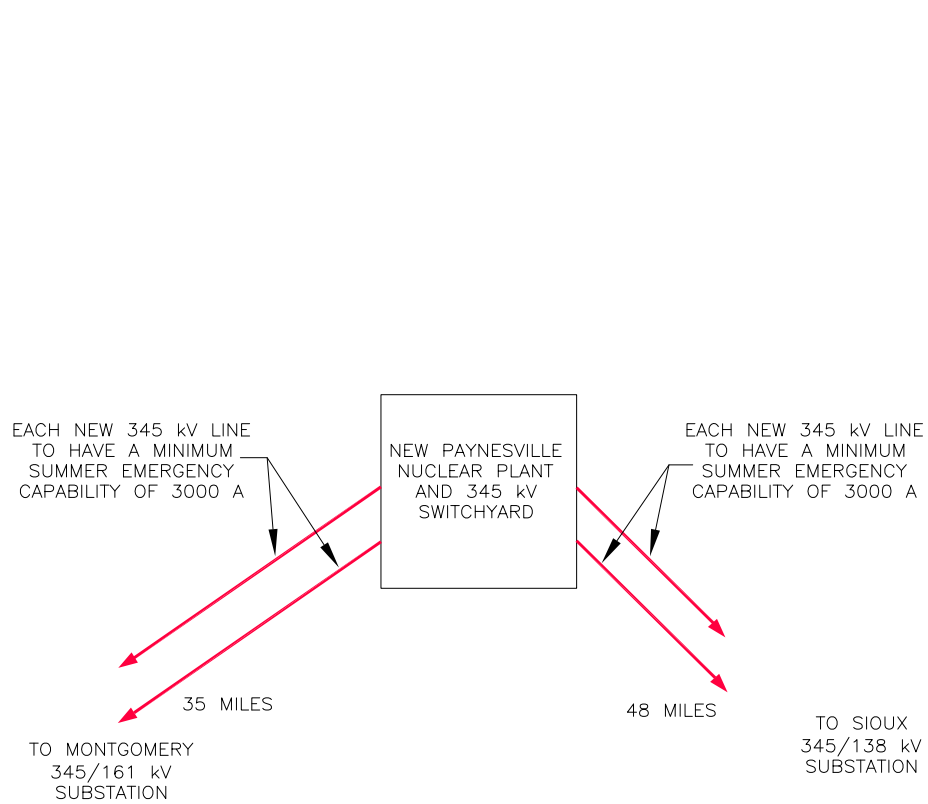 EACH NEW 345 kV LINE
TO HAVE A MINIMUM
SUMMER EMERGENCY
CAPABILITY OF 3000 A
NEW PAYNESVILLE
NUCLEAR PLANT
AND 345 kV
SWITCHYARD
EACH NEW 345 kV LINE
TO HAVE A MINIMUM
SUMMER EMERGENCY
CAPABILITY OF 3000 A
35 MILES
48 MILES
TO MONTGOMERY
345/161 kV
SUBSTATION
TO SIOUX
345/138 kV
SUBSTATION